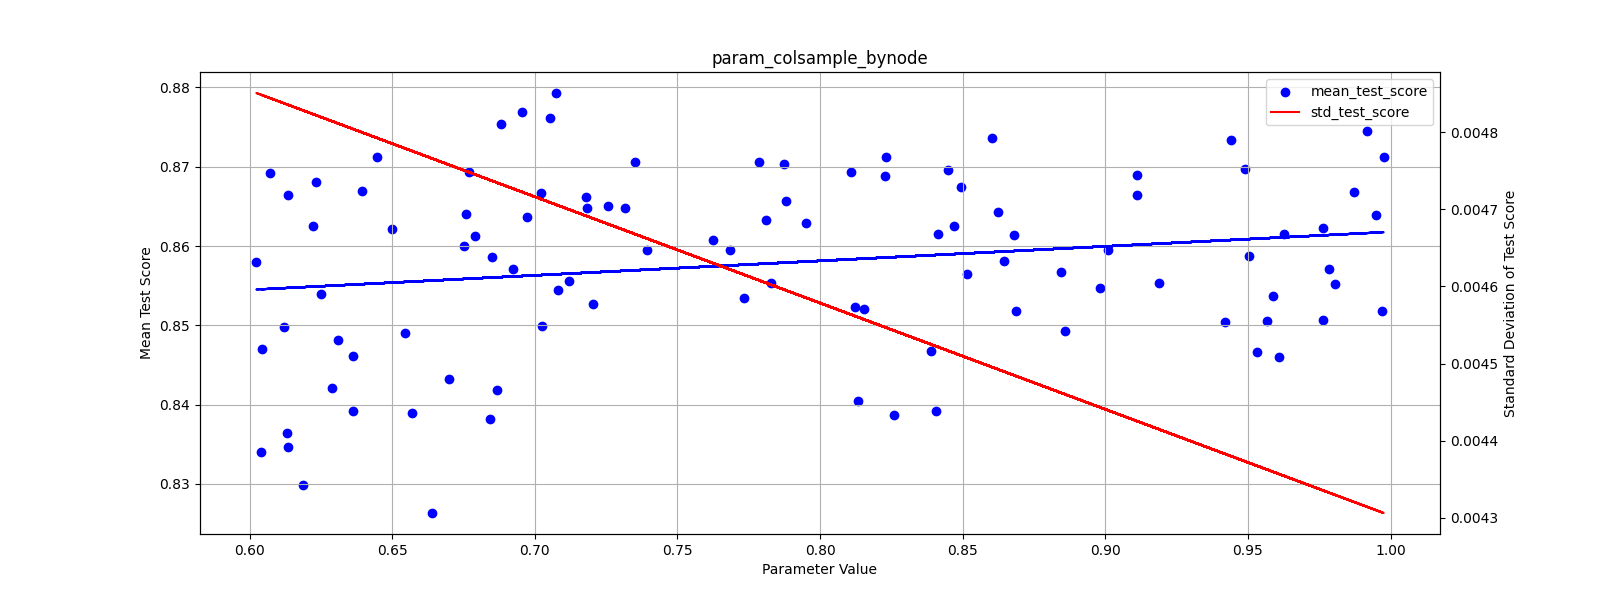 param_colsample_bynode
mean_test_score
std_test_score
0.88
0.87
0.86
0.85
0.84
0.83
Mean Test Score
0.0048
0.0047
0.0046
0.0045
0.0044
0.0043
Standard Deviation of Test Score
0.60 0.65 0.70 0.75 0.80 0.85 0.90 0.95 1.00
Parameter Value